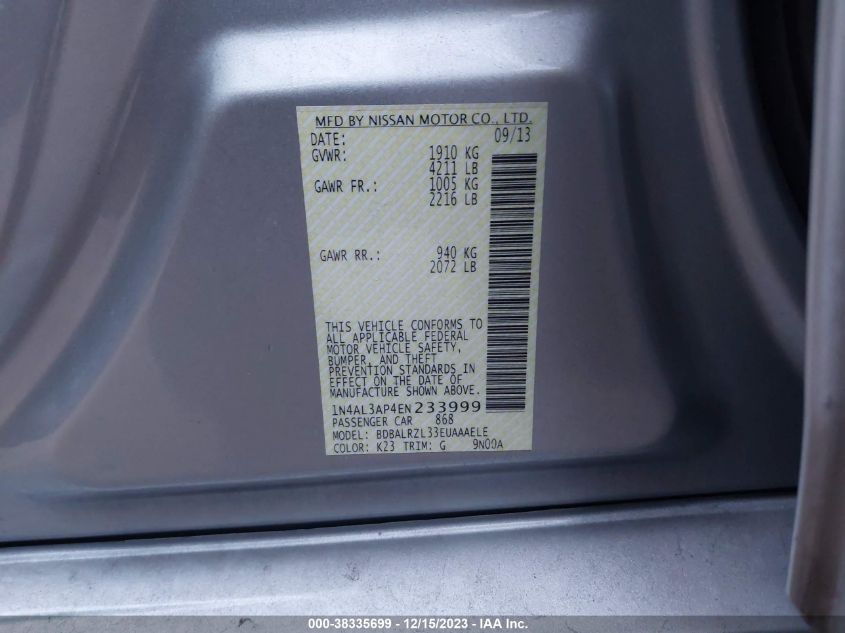 MFD BY NISSAN MOTOR CO., LTD.
DATE: 09/13
GVWR: 1910 KG
4211 LB
GAWR FR.: 1005 KG
2216 LB
GAWR RR.: 940 KG
2072 LB
THIS VEHICLE CONFORMS TO
ALL APPLICABLE FEDERAL
MOTOR VEHICLE SAFETY,
BUMPER, AND THEFT
PREVENTION STANDARDS IN
EFFECT ON THE DATE OF
MANUFACTURE SHOWN ABOVE.
1N4AL3AP4EN233999
PASSENGER CAR 868
MODEL: BDBALRZL33EUAAAELE
COLOR: K23 TRIM: G 9N00A
000-38335699 - 12/15/2023 - IAA Inc.